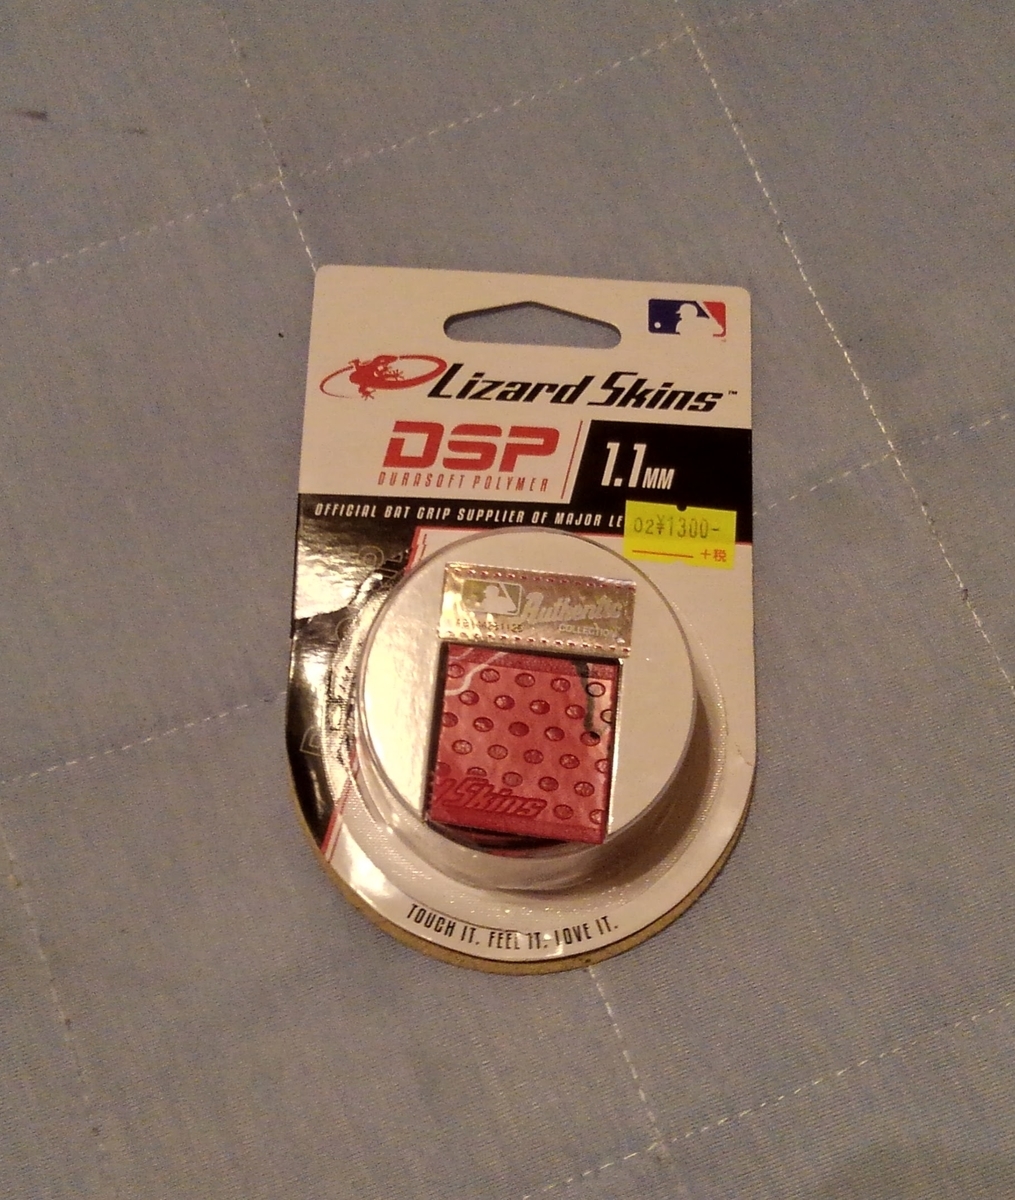 Lizard Skins™
DSP
DURASOFT POLYMER
1.1MM
OFFICIAL BAT GRIP SUPPLIER OF MAJOR
02¥1300-
+税
Authentic
COLLECTION
Skins
TOUCH IT. FEEL IT. LOVE IT.